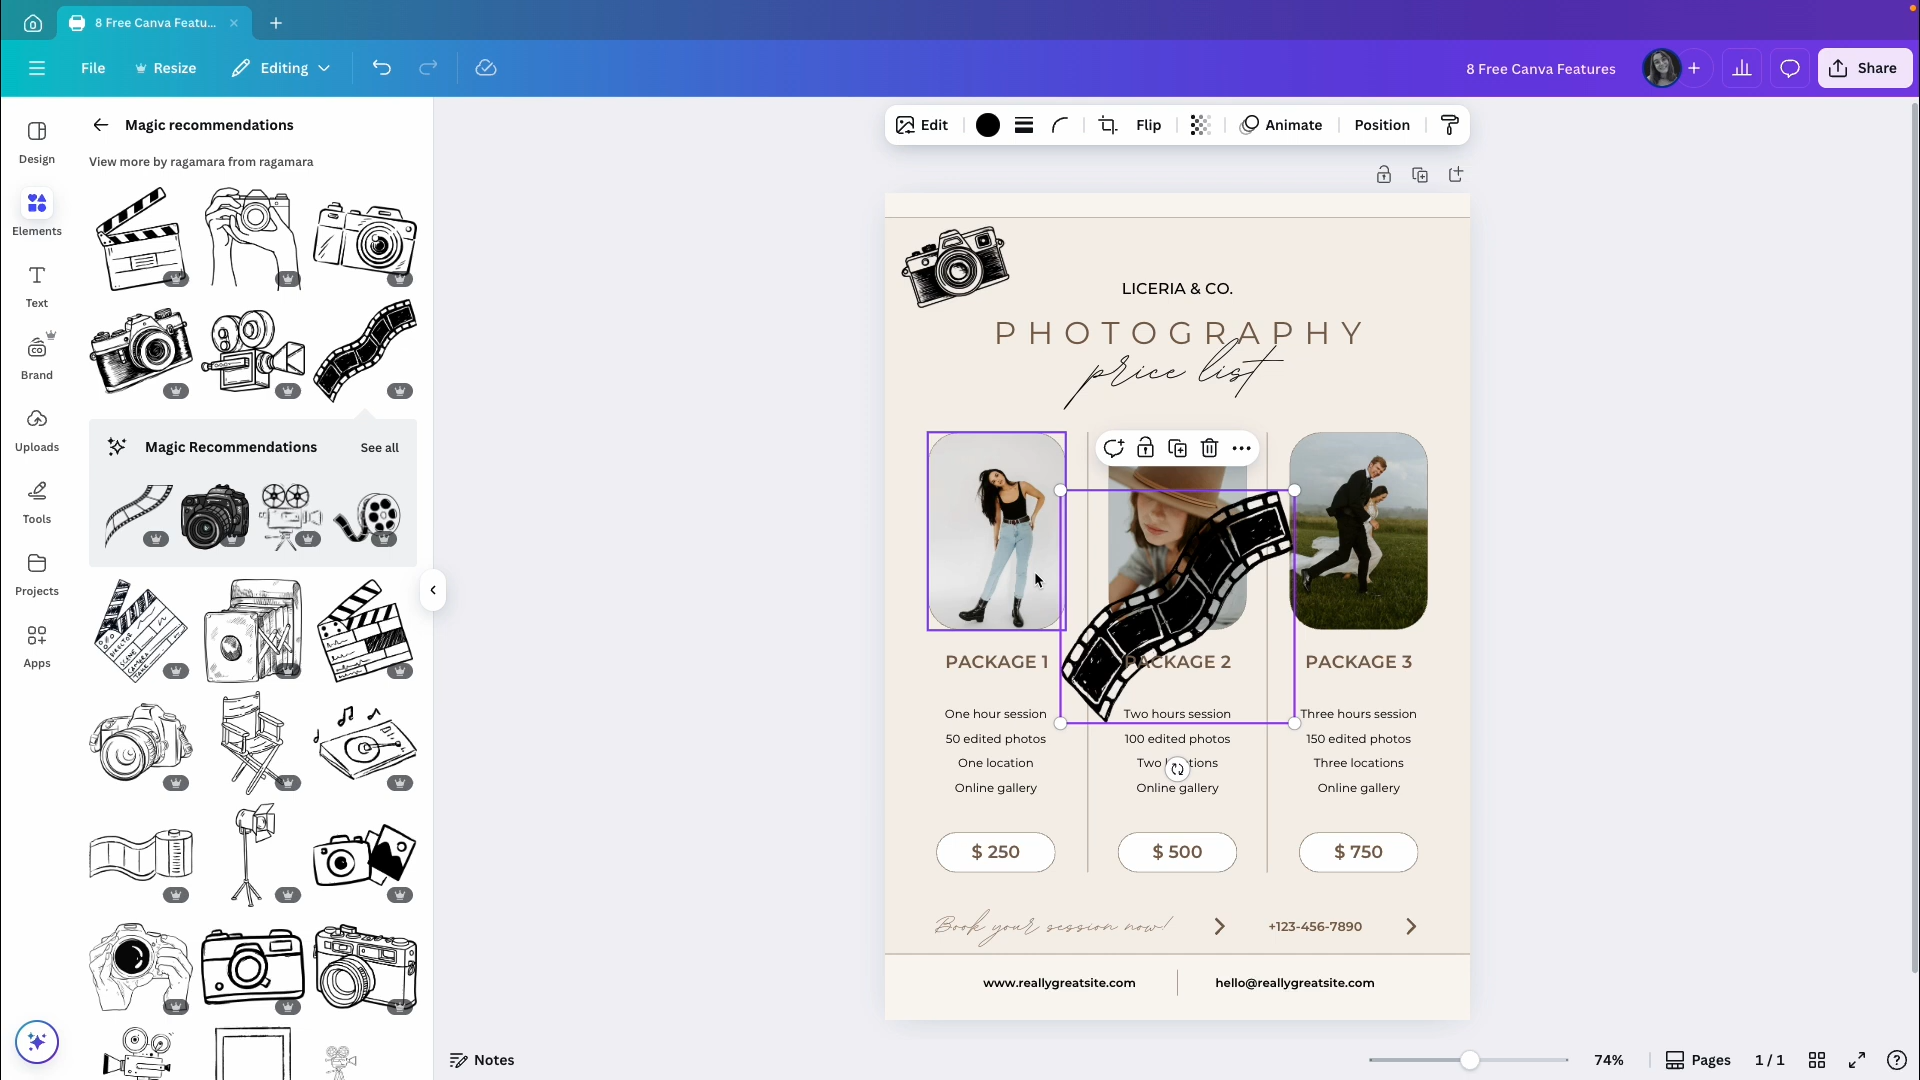 8 Free Canva Featu...
File
Resize
Editing
8 Free Canva Features
Share
Design
Elements
Text
Brand
Uploads
Tools
Projects
Apps
Magic recommendations
View more by ragamara from ragamara
Magic Recommendations
See all
Edit
Flip
Animate
Position
LICERIA & CO.
PHOTOGRAPHY
price list
PACKAGE 1
PACKAGE 2
PACKAGE 3
One hour session
50 edited photos
One location
Online gallery
Two hours session
100 edited photos
Two
Online gallery
Three hours session
150 edited photos
Three locations
Online gallery
$ 250
$ 500
$ 750
Book your session now!
+123-456-7890
www.reallygreatsite.com
hello@reallygreatsite.com
Notes
74%
Pages
1 / 1